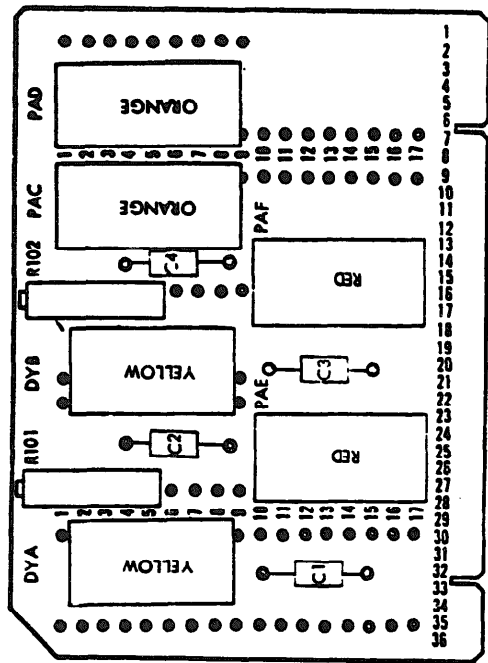 PAD
ORANGE
1 2 3 4 5 6 7 8 9 10 11 12 13 14 15 16 17
PAC
ORANGE
R102
C4
PAF
RED
DYB
YELLOW
C3
R101
C2
PAE
RED
1 2 3 4 5 6 7 8 9 10 11 12 13 14 15 16 17
DYA
YELLOW
C1
1
2
3
4
5
6
7
8
9
10
11
12
13
14
15
16
17
18
19
20
21
22
23
24
25
26
27
28
29
30
31
32
33
34
35
36